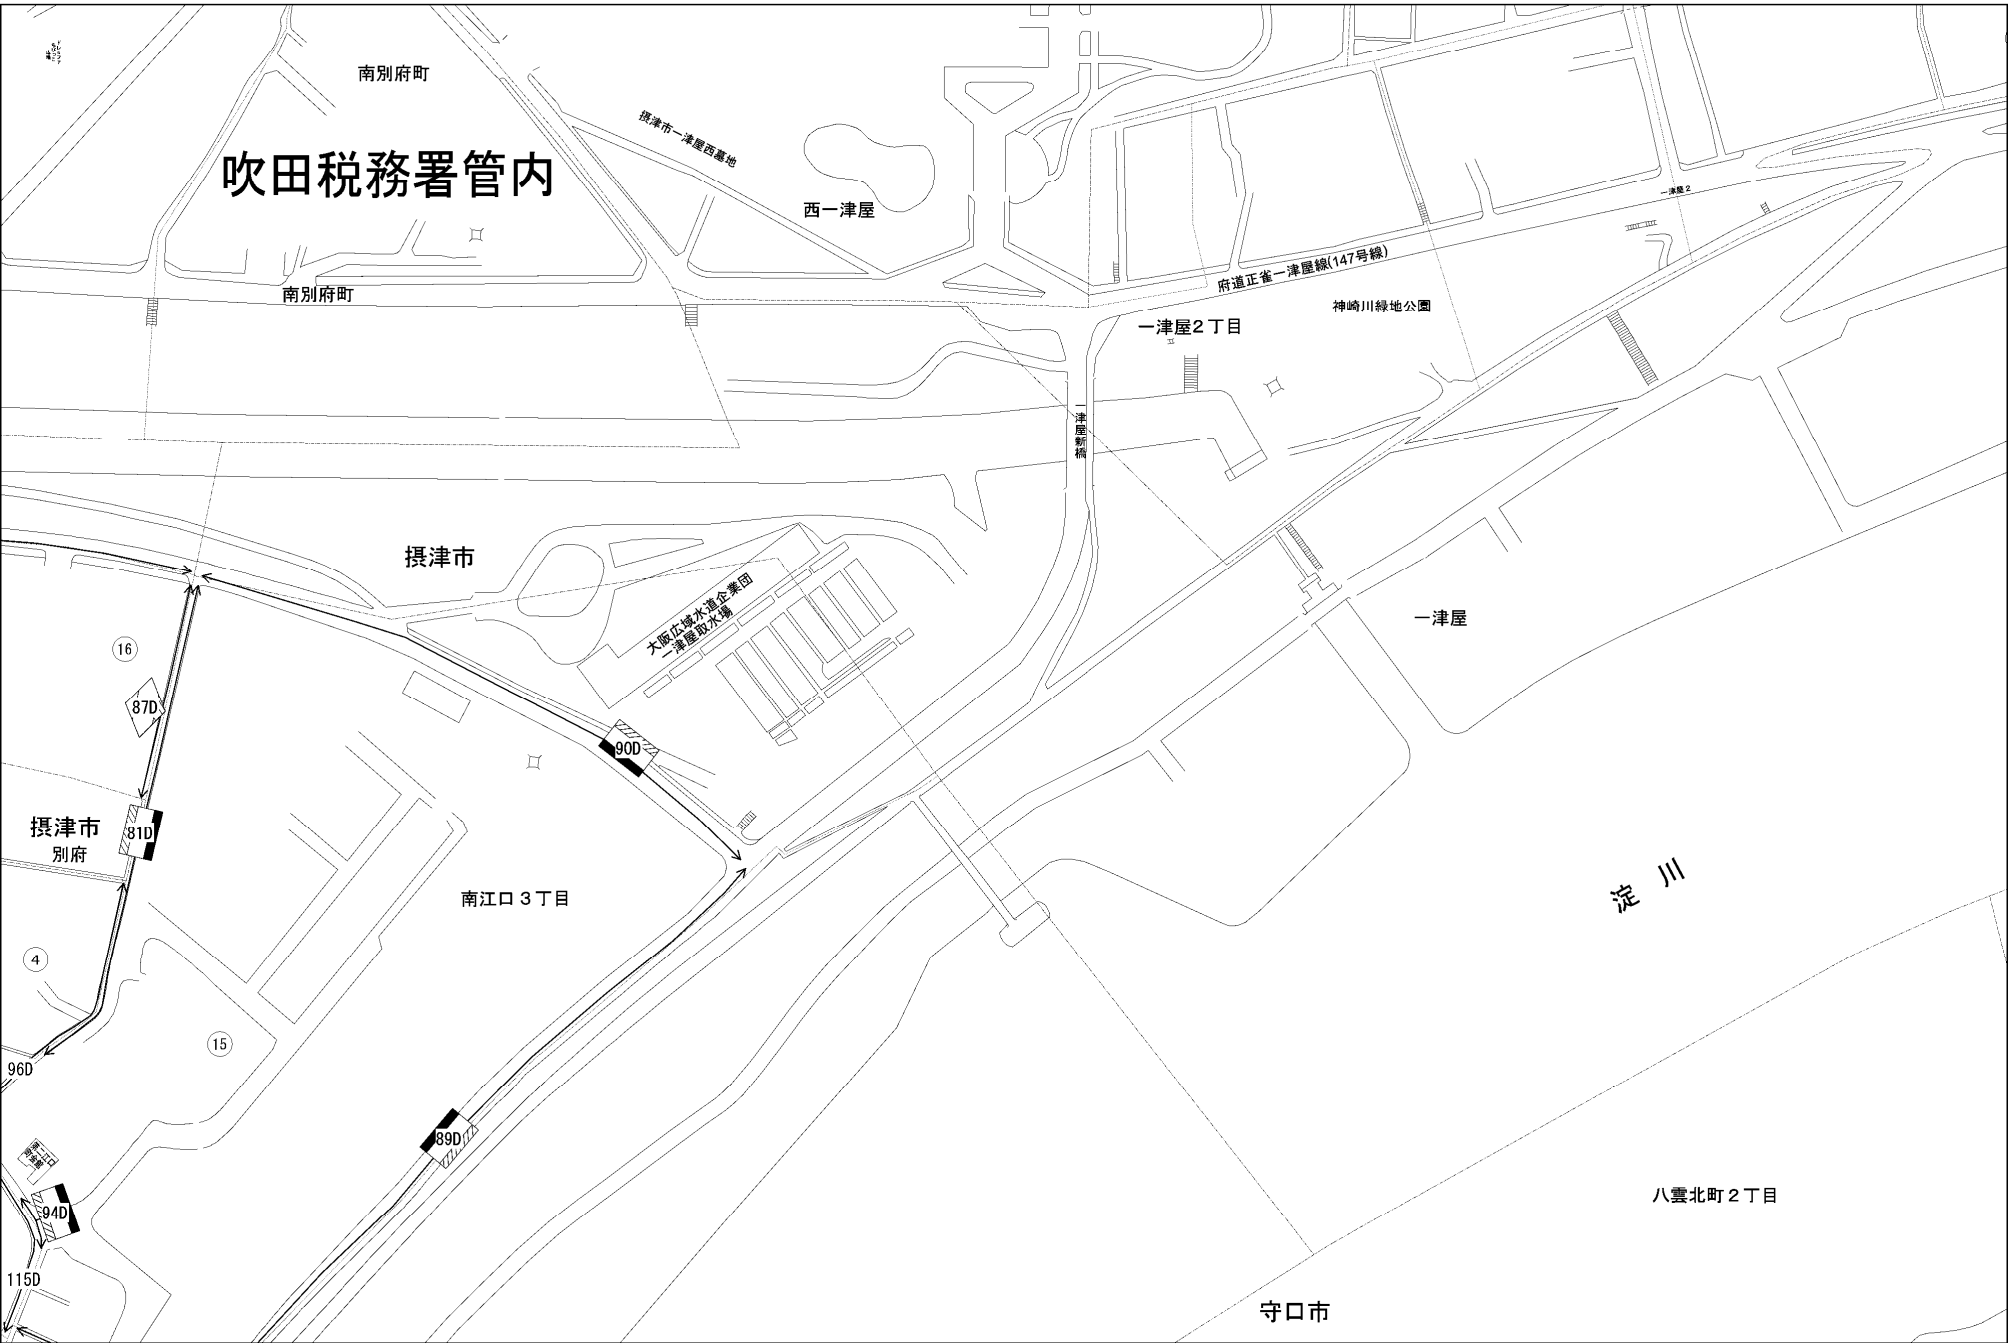 南別府町
摂津市一津屋西墓地
吹田税務署管内
西一津屋
一津屋2
府道正雀一津屋線(147号線)
南別府町
神崎川緑地公園
一津屋2丁目
一津屋新橋
摂津市
大阪広域水道企業団
一津屋取水場
一津屋
16
87D
90D
摂津市
別府
81D
南江口3丁目
淀川
4
15
96D
89D
94D
八雲北町2丁目
115D
守口市